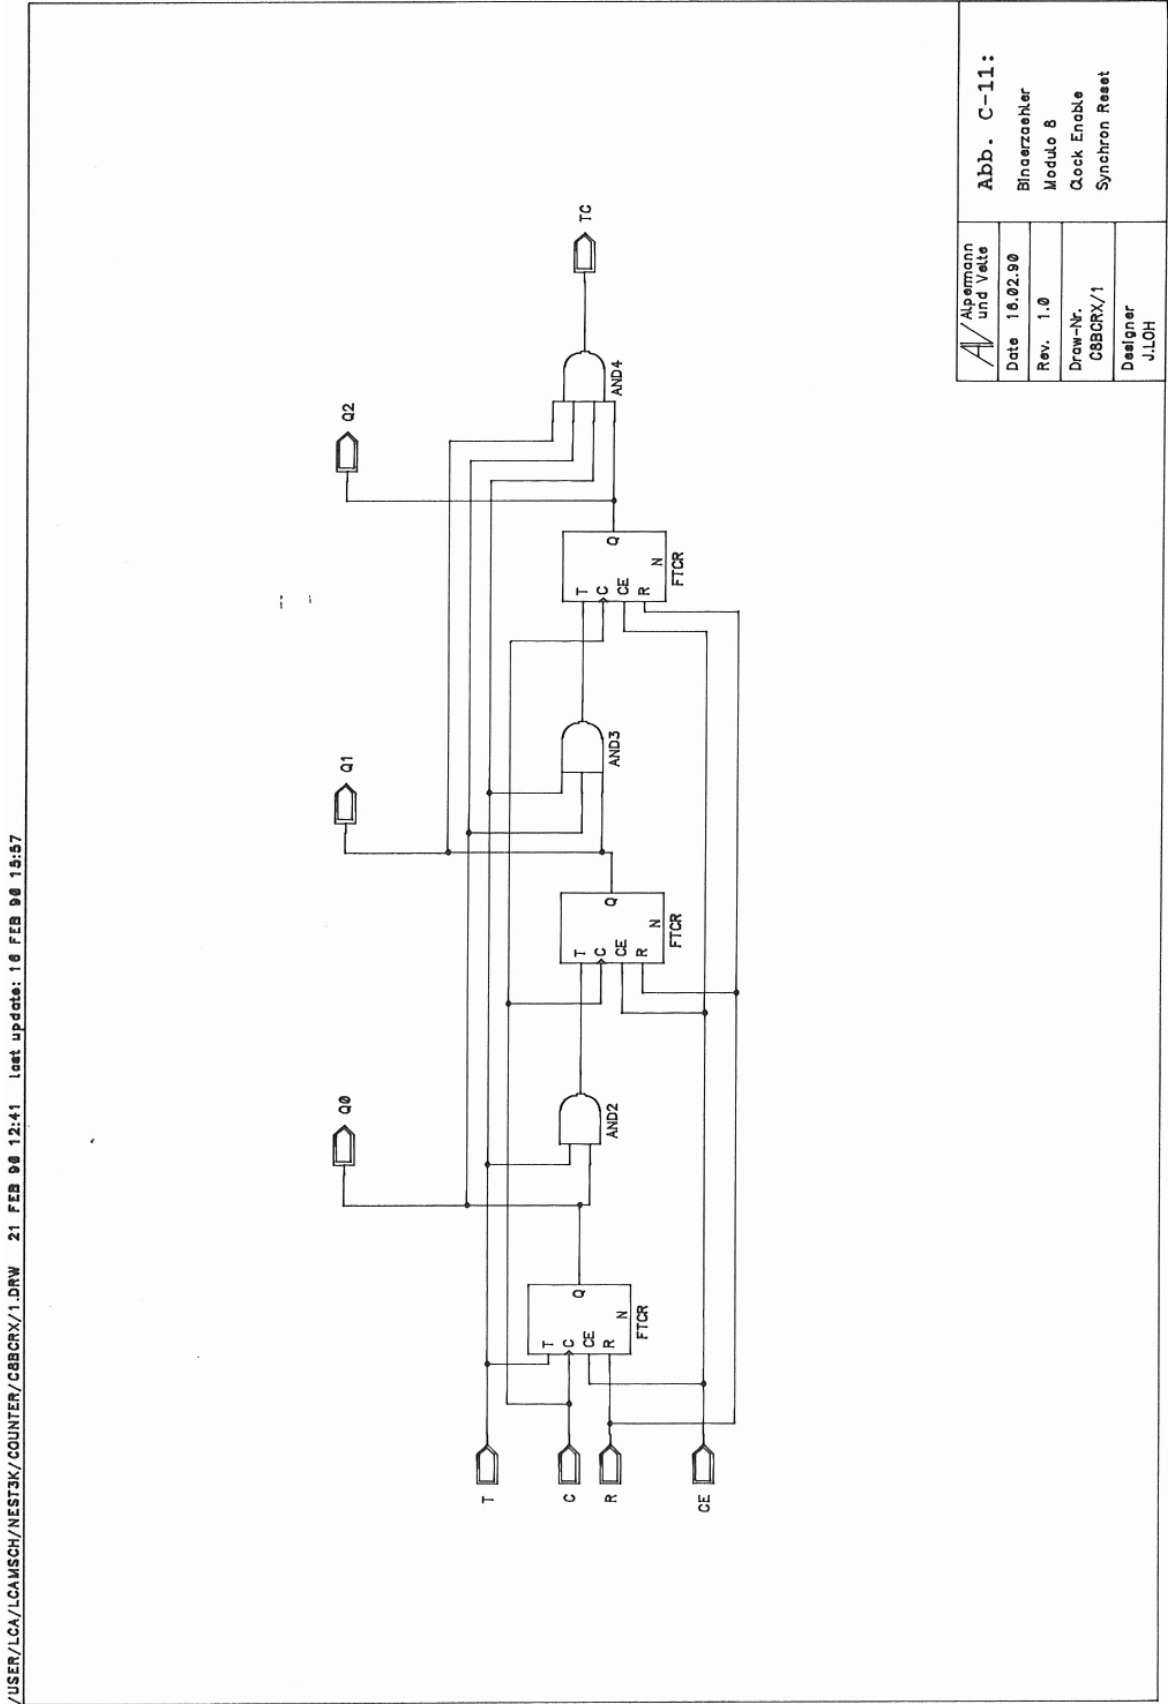 /USER/LCA/LCAMSCH/NEST3K/COUNTER/C8BCRX/1.DRW 21 FEB 90 12:41 last update: 16 FEB 90 15:57
Q0
Q1
Q2
T
C
R
CE
T
C
CE
R
Q
N
FTCR
AND2
T
C
CE
R
Q
N
FTCR
AND3
T
C
CE
R
Q
N
FTCR
AND4
TC
AV Alpermann
und Velte
Date 16.02.90
Rev. 1.0
Draw-Nr.
C8BCRX/1
Designer
J.LOH
Abb. C-11:
Binaerzaehler
Modulo 8
Clock Enable
Synchron Reset